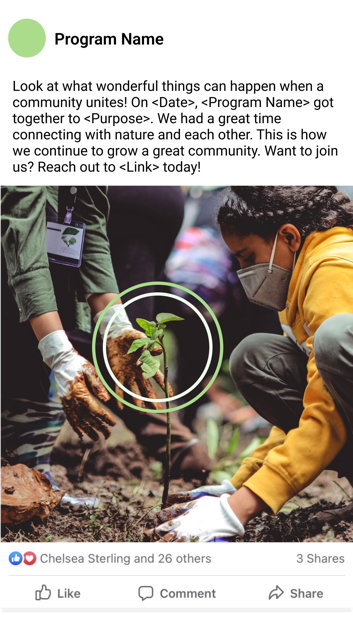 Program Name
Look at what wonderful things can happen when a
community unites! On <Date>, <Program Name> got
together to <Purpose>. We had a great time
connecting with nature and each other. This is how
we continue to grow a great community. Want to join
us? Reach out to <Link> today!
Chelsea Sterling and 26 others 3 Shares
Like Comment Share